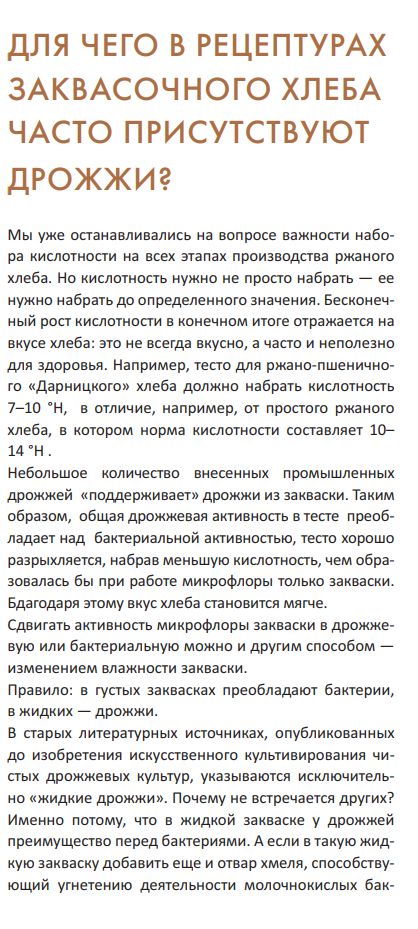 ДЛЯ ЧЕГО В РЕЦЕПТУРАХ
ЗАКВАСОЧНОГО ХЛЕБА
ЧАСТО ПРИСУТСТВУЮТ
ДРОЖЖИ?
Мы уже останавливались на вопросе важности набо-
ра кислотности на всех этапах производства ржаного
хлеба. Но кислотность нужно не просто набрать — ее
нужно набрать до определенного значения. Бесконеч-
ный рост кислотности в конечном итоге отражается на
вкусе хлеба: это не всегда вкусно, а часто и неполезно
для здоровья. Например, тесто для ржано-пшенично-
го «Дарницкого» хлеба должно набрать кислотность
7–10 °Н, в отличие, например, от простого ржаного
хлеба, в котором норма кислотности составляет 10–
14 °Н .
Небольшое количество внесенных промышленных
дрожжей «поддерживает» дрожжи из закваски. Таким
образом, общая дрожжевая активность в тесте преоб-
ладает над бактериальной активностью, тесто хорошо
разрыхляется, набрав меньшую кислотность, чем обра-
зовалась бы при работе микрофлоры только закваски.
Бдагодаря этому вкус хлеба становится мягче.
Сдвигать активность микрофлоры закваски в дрожже-
вую или бактериальную можно и другим способом —
изменением влажности закваски.
Правило: в густых заквасках преобладают бактерии,
в жидких — дрожжи.
В старых литературных источниках, опубликованных
до изобретения искусственного культивирования чи-
стых дрожжевых культур, указываются исключитель-
но «жидкие дрожжи». Почему не встречается других?
Именно потому, что в жидкой закваске у дрожжей
преимущество перед бактериями. А если в такую жид-
кую закваску добавить еще и отвар хмеля, способству-
ющий угнетению деятельности молочнокислых бак-